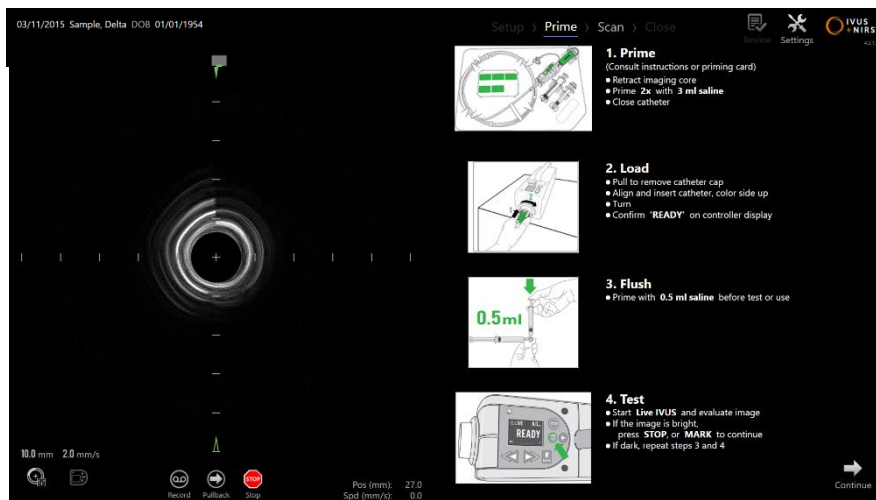 03/11/2015 Sample, Delta DOB 01/01/1954
Setup > Prime > Scan > Close
Review
Settings
IVUS
+NIRS
1. Prime
(Consult instructions or priming card)
• Retract imaging core
• Prime 2x with 3 ml saline
• Close catheter
2. Load
• Pull to remove catheter cap
• Align and insert catheter, color side up
• Turn
• Confirm "READY" on controller display
1
2
3. Flush
• Prime with 0.5 ml saline before test or use
0.5ml
4. Test
• Start Live IVUS and evaluate image
• If the image is bright,
press STOP, or MARK to continue
• If dark, repeat steps 3 and 4
LIVE
READY
10.0 mm 2.0 mm/s
STOP
Record
Pullback
Stop
Pos (mm): 27.0
Spd (mm/s): 0.0
Continue